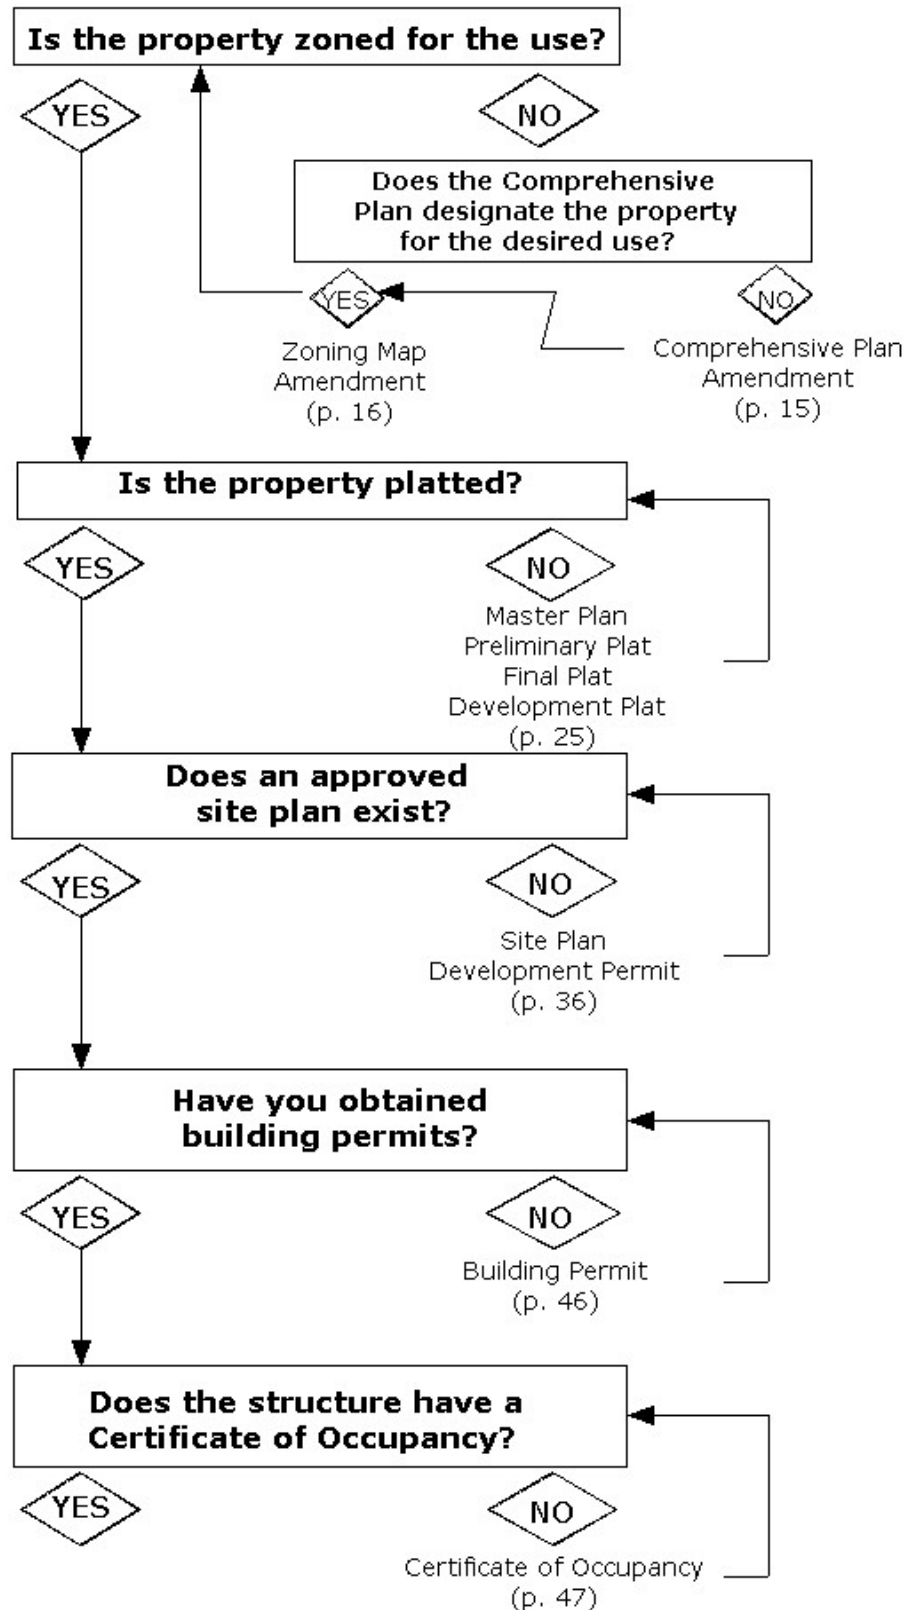 Is the property zoned for the use?
YES
NO
Does the Comprehensive
Plan designate the property
for the desired use?
YES
NO
Zoning Map
Amendment
(p. 16)
Comprehensive Plan
Amendment
(p. 15)
Is the property platted?
YES
NO
Master Plan
Preliminary Plat
Final Plat
Development Plat
(p. 25)
Does an approved
site plan exist?
YES
NO
Site Plan
Development Permit
(p. 36)
Have you obtained
building permits?
YES
NO
Building Permit
(p. 46)
Does the structure have a
Certificate of Occupancy?
YES
NO
Certificate of Occupancy
(p. 47)